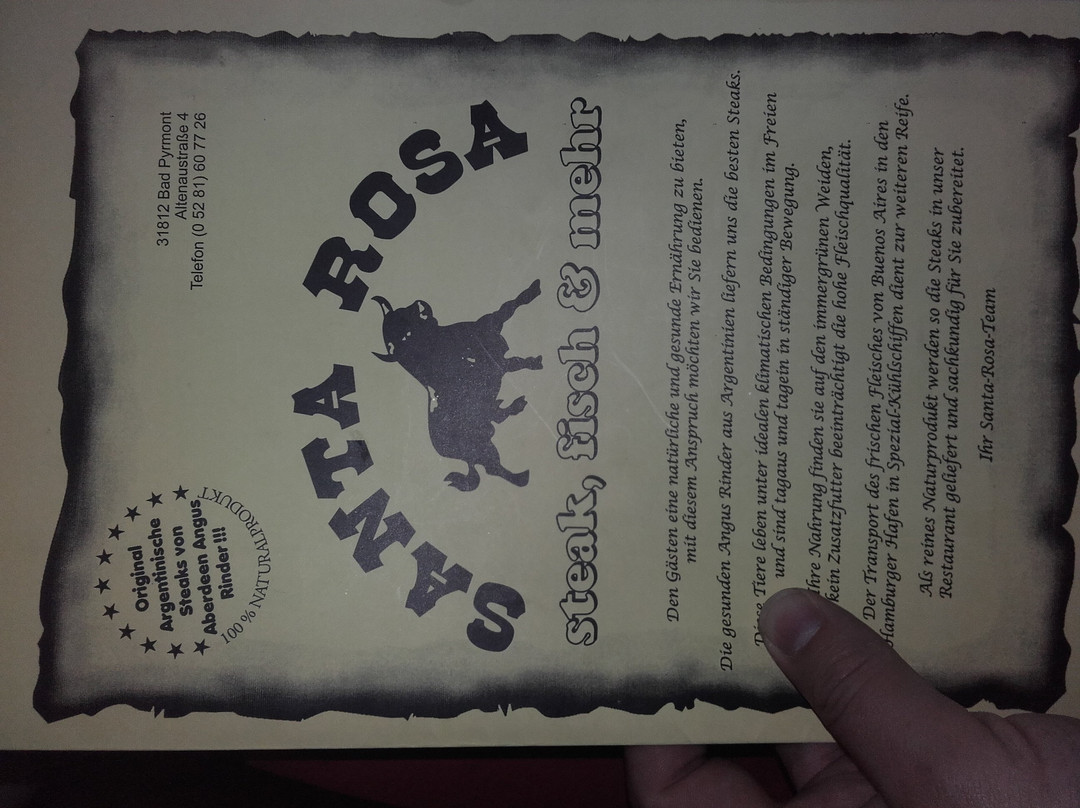 Original
Argentinische
Steaks von
Aberdeen Angus
Rinder !!!
100 % NATURALPRODUKT
31812 Bad Pyrmont
Altenaustraße 4
Telefon (0 52 81) 60 77 26
SANTA ROSA
steak, fisch & mehr
Den Gästen eine natürliche und gesunde Ernährung zu bieten,
mit diesem Anspruch möchten wir Sie bedienen.
Die gesunden Angus Rinder aus Argentinien liefern uns die besten Steaks.
Diese Tiere leben unter idealen klimatischen Bedingungen im Freien
und sind tagaus und tagein in ständiger Bewegung.
Ihre Nahrung finden sie auf den immergrünen Weiden,
kein Zusatzfutter beeinträchtigt die hohe Fleischqualität.
Der Transport des frischen Fleisches von Buenos Aires in den
Hamburger Hafen in Spezial-Kühlschiffen dient zur weiteren Reife.
Als reines Naturprodukt werden so die Steaks in unser
Restaurant geliefert und sachkundig für Sie zubereitet.
Ihr Santa-Rosa-Team